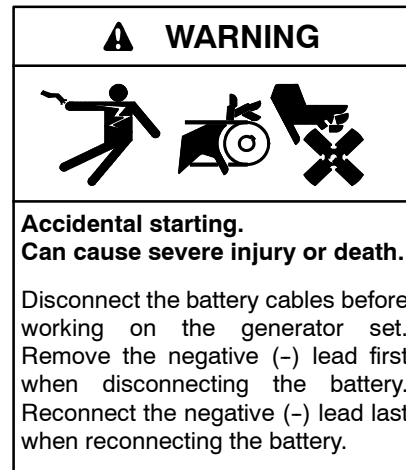 WARNING
Accidental starting.
Can cause severe injury or death.
Disconnect the battery cables before
working on the generator set.
Remove the negative (−) lead first
when disconnecting the battery.
Reconnect the negative (−) lead last
when reconnecting the battery.